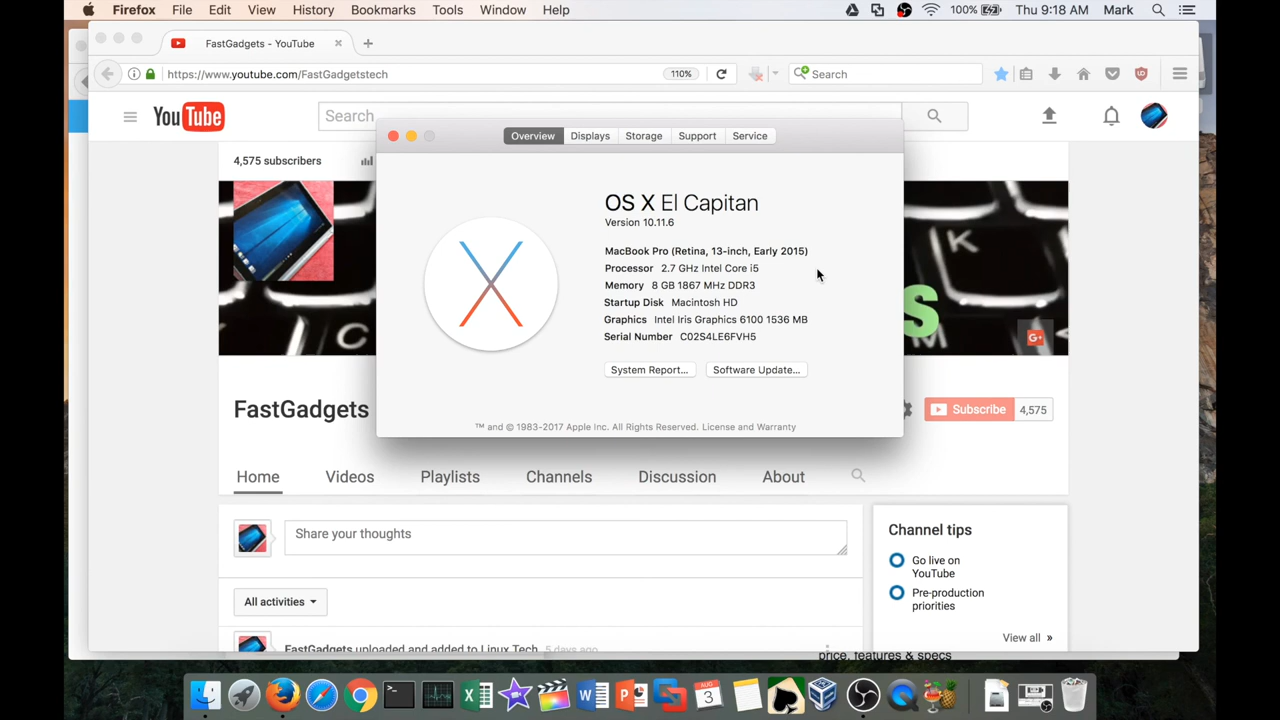 Firefox File Edit View History Bookmarks Tools Window Help 100% Thu 9:18 AM Mark
FastGadgets - YouTube
https://www.youtube.com/FastGadgetstech 110% Search
YouTube Search
Overview Displays Storage Support Service
4,575 subscribers
OS X El Capitan
Version 10.11.6
MacBook Pro (Retina, 13-inch, Early 2015)
Processor 2.7 GHz Intel Core i5
Memory 8 GB 1867 MHz DDR3
Startup Disk Macintosh HD
Graphics Intel Iris Graphics 6100 1536 MB
Serial Number C02S4LE6FVH5
System Report... Software Update...
™ and © 1983-2017 Apple Inc. All Rights Reserved. License and Warranty
K
C
S
G+
FastGadgets
Subscribe 4,575
Home Videos Playlists Channels Discussion About
Share your thoughts
Channel tips
Go live on
YouTube
Pre-production
priorities
All activities
View all »
FastGadgets uploaded and added to Linux Tech 5 days ago
price, features & specs
AUG
3